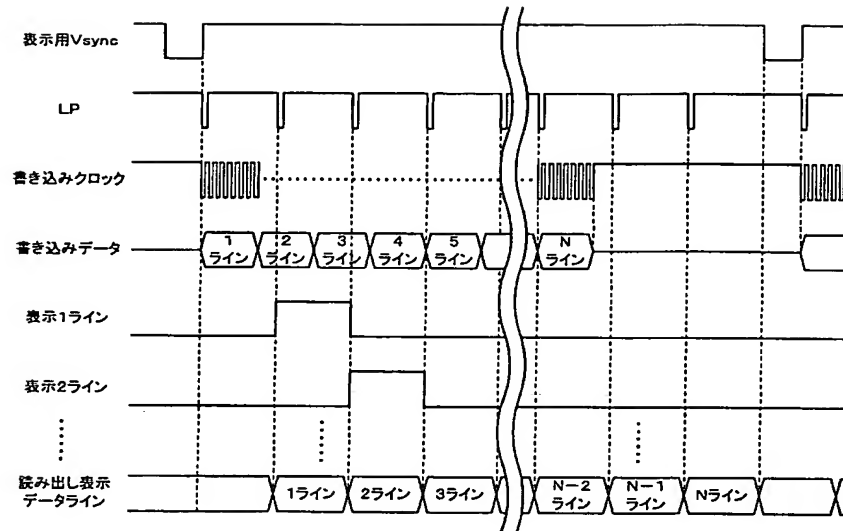 表示用Vsync
LP
書き込みクロック
書き込みデータ
1
ライン
2
ライン
3
ライン
4
ライン
5
ライン
N
ライン
表示1ライン
表示2ライン
読み出し表示
データライン
1ライン
2ライン
3ライン
N-2
ライン
N-1
ライン
Nライン